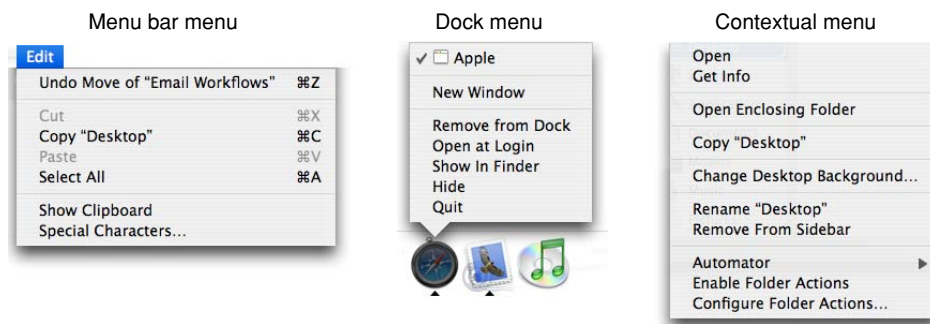 Menu bar menu
Edit
Undo Move of “Email Workflows” ⌘Z
Cut ⌘X
Copy “Desktop” ⌘C
Paste ⌘V
Select All ⌘A
Show Clipboard
Special Characters…
Dock menu
✓ Apple
New Window
Remove from Dock
Open at Login
Show In Finder
Hide
Quit
Contextual menu
Open
Get Info
Open Enclosing Folder
Copy “Desktop”
Change Desktop Background…
Rename “Desktop”
Remove From Sidebar
Automator
Enable Folder Actions
Configure Folder Actions…